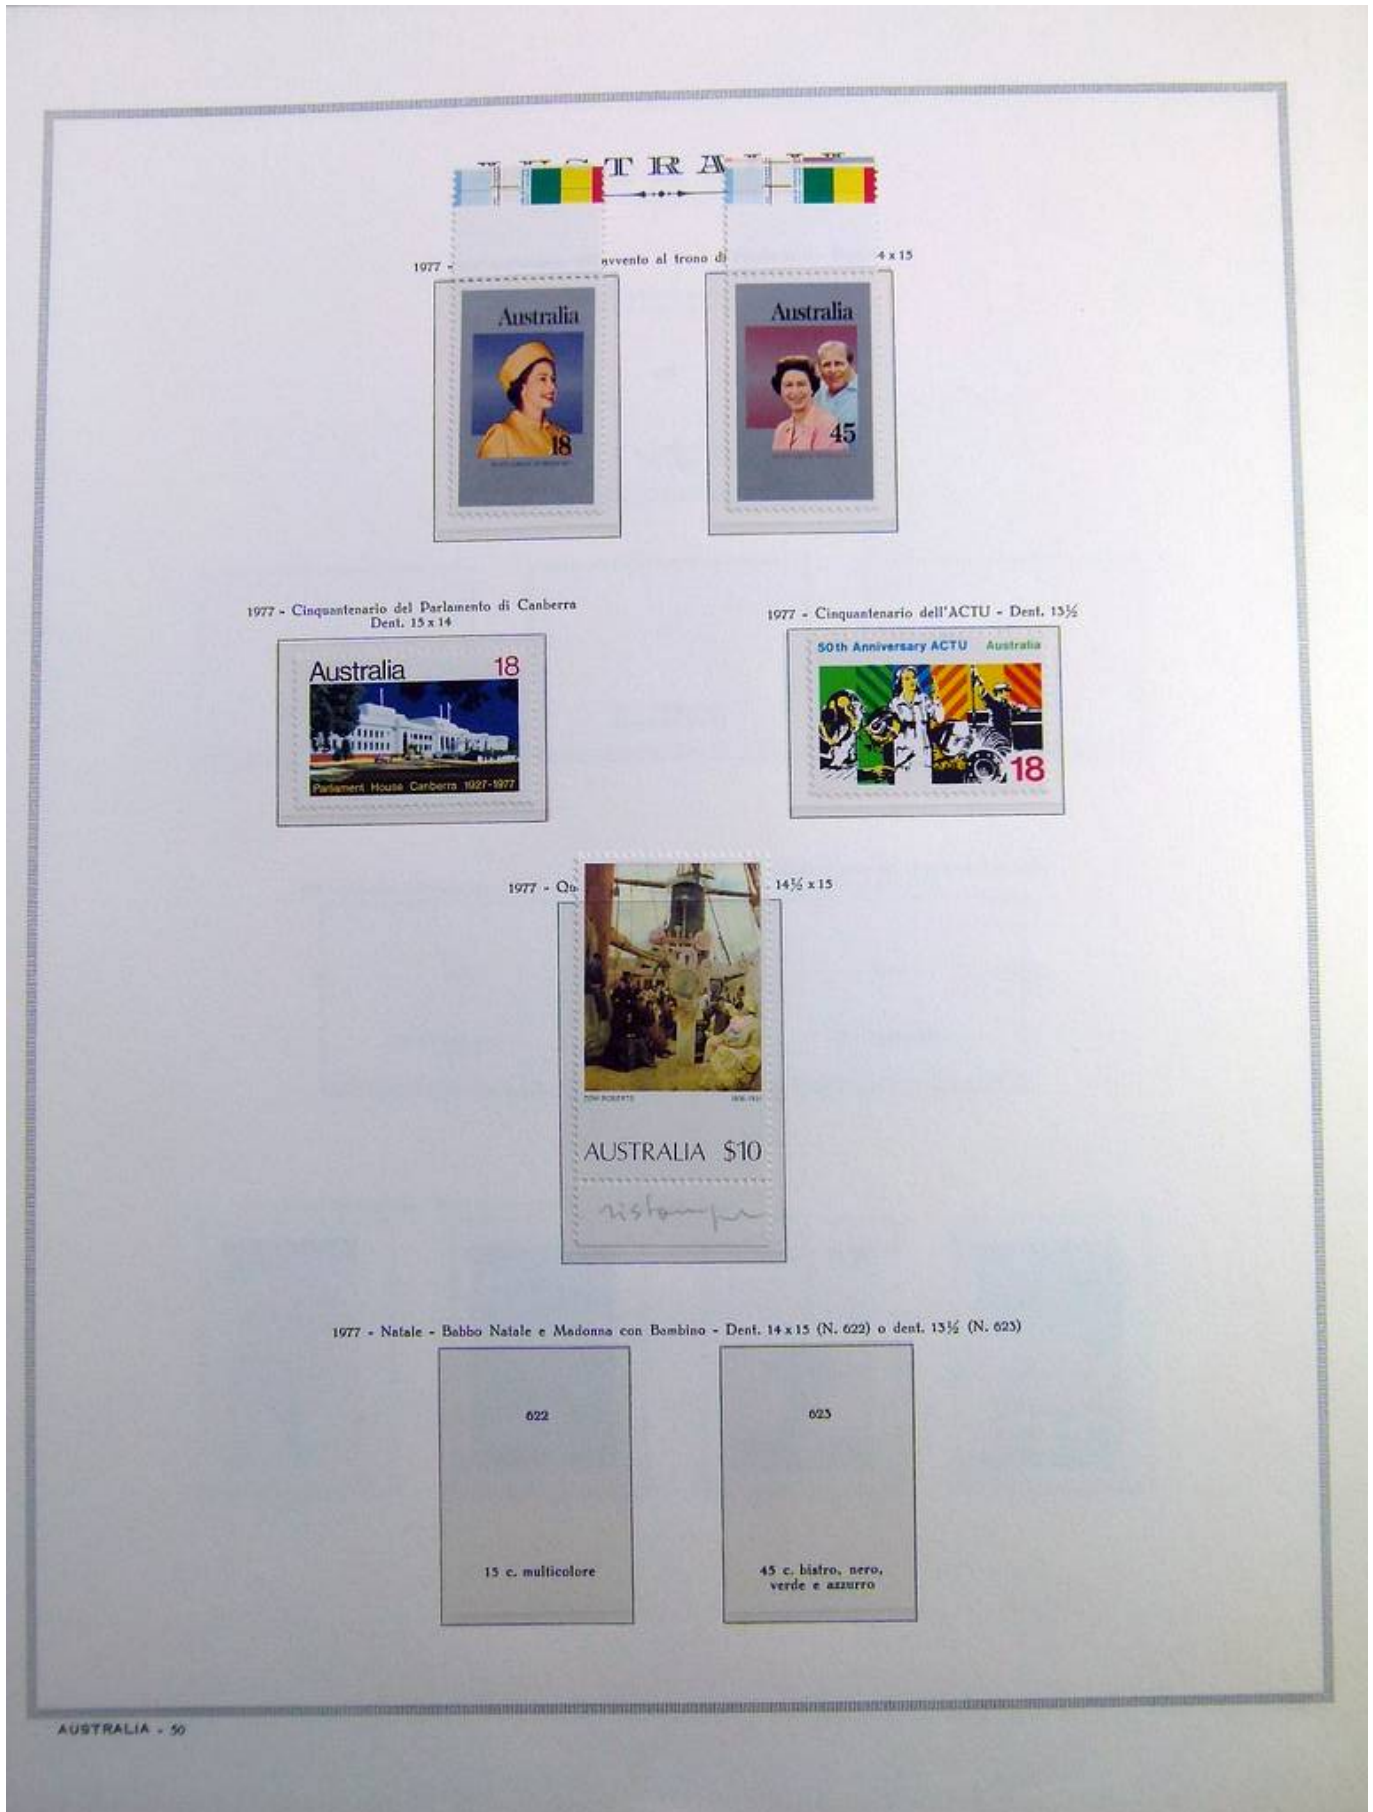 TRA
1977 - avvento al trono di 4 x 15
Australia
18
Australia
45
1977 - Cinquantenario del Parlamento di Canberra
Dent. 15 x 14
Australia 18
Parliament House Canberra 1927-1977
1977 - Cinquantenario dell'ACTU - Dent. 13½
50th Anniversary ACTU Australia
18
1977 - Qu 14½ x 15
TOM ROBERTS
AUSTRALIA $10
1977 - Natale - Babbo Natale e Madonna con Bambino - Dent. 14 x 15 (N. 622) o dent. 13½ (N. 623)
622
15 c. multicolore
623
45 c. bistro, nero,
verde e azzurro
AUSTRALIA - 50